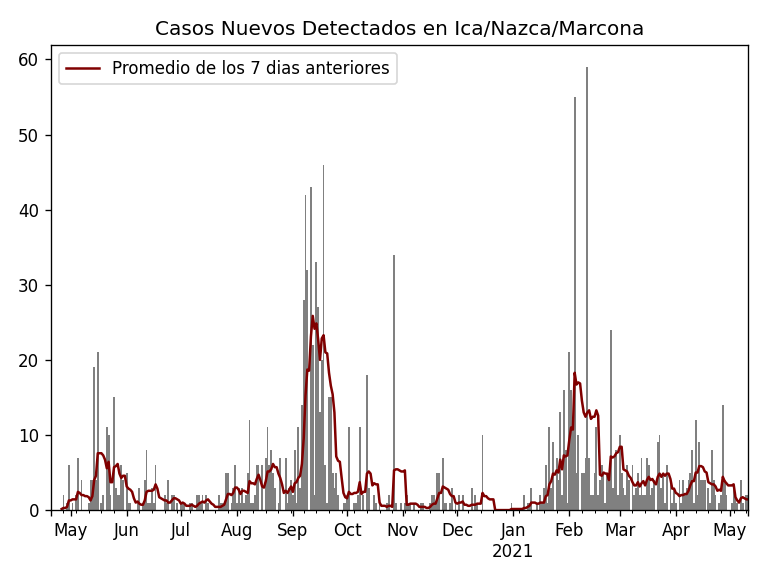 Casos Nuevos Detectados en Ica/Nazca/Marcona
Promedio de los 7 dias anteriores
60
50
40
30
20
10
0
May Jun Jul Aug Sep Oct Nov Dec Jan Feb Mar Apr May
2021